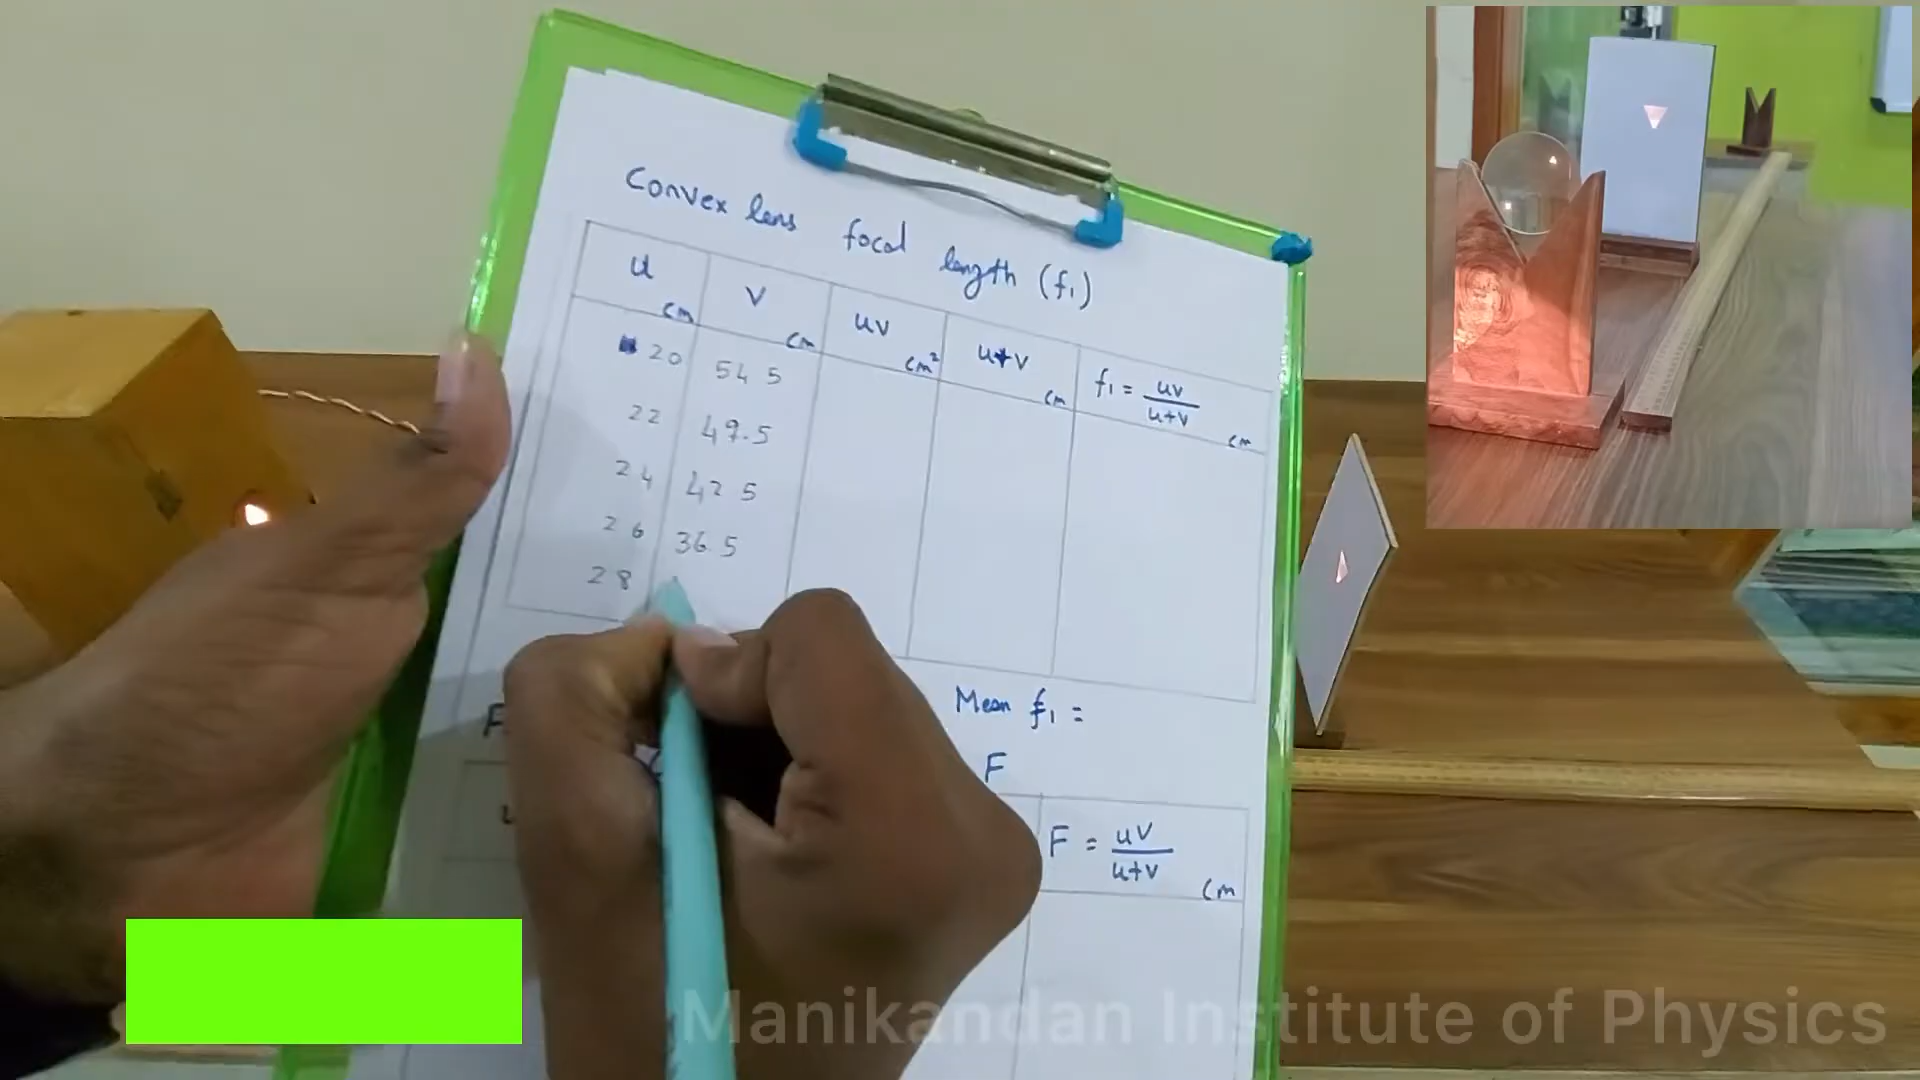 Convex lens focal length (f₁)
u cm v cm uv cm² u+v cm f₁ = uv/u+v cm
20 54 5
22 49.5
24 42 5
26 36.5
28
Mean f₁ =
F
F = uv/u+v cm
Manikandan Institute of Physics